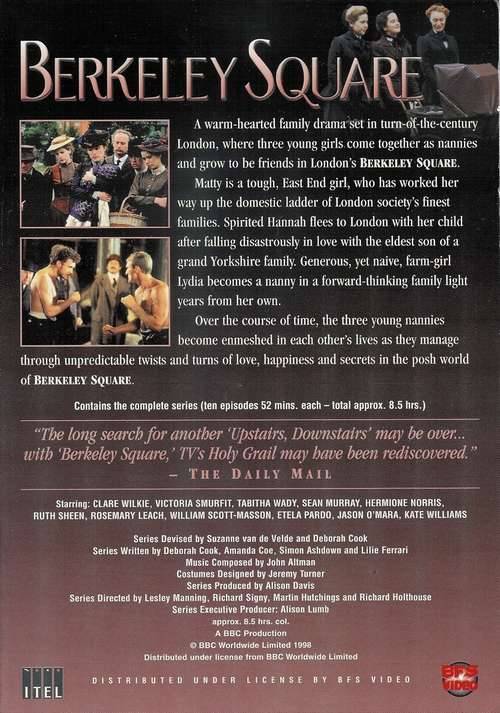 BERKELEY SQUARE
A warm-hearted family drama set in turn-of-the-century
London, where three young girls come together as nannies
and grow to be friends in London's BERKELEY SQUARE.
Matty is a tough, East End girl, who has worked her
way up the domestic ladder of London society's finest
families. Spirited Hannah flees to London with her child
after falling disastrously in love with the eldest son of a
grand Yorkshire family. Generous, yet naive, farm-girl
Lydia becomes a nanny in a forward-thinking family light
years from her own.
Over the course of time, the three young nannies
become enmeshed in each other's lives as they manage
through unpredictable twists and turns of love, happiness and secrets in the posh world
of BERKELEY SQUARE.
Contains the complete series (ten episodes 52 mins. each – total approx. 8.5 hrs.)
"The long search for another 'Upstairs, Downstairs' may be over...
with 'Berkeley Square,' TV's Holy Grail may have been rediscovered."
– THE DAILY MAIL
Starring: CLARE WILKIE, VICTORIA SMURFIT, TABITHA WADY, SEAN MURRAY, HERMIONE NORRIS,
RUTH SHEEN, ROSEMARY LEACH, WILLIAM SCOTT-MASSON, ETELA PARDO, JASON O'MARA, KATE WILLIAMS
Series Devised by Suzanne van de Velde and Deborah Cook
Series Written by Deborah Cook, Amanda Coe, Simon Ashdown and Lilie Ferrari
Music Composed by John Altman
Costumes Designed by Jeremy Turner
Series Produced by Alison Davis
Series Directed by Lesley Manning, Richard Signy, Martin Hutchings and Richard Holthouse
Series Executive Producer: Alison Lumb
approx. 8.5 hrs. col.
A BBC Production
© BBC Worldwide Limited 1998
Distributed under license from BBC Worldwide Limited
ITEL
DISTRIBUTED UNDER LICENSE BY BFS VIDEO
BFS
VIDEO